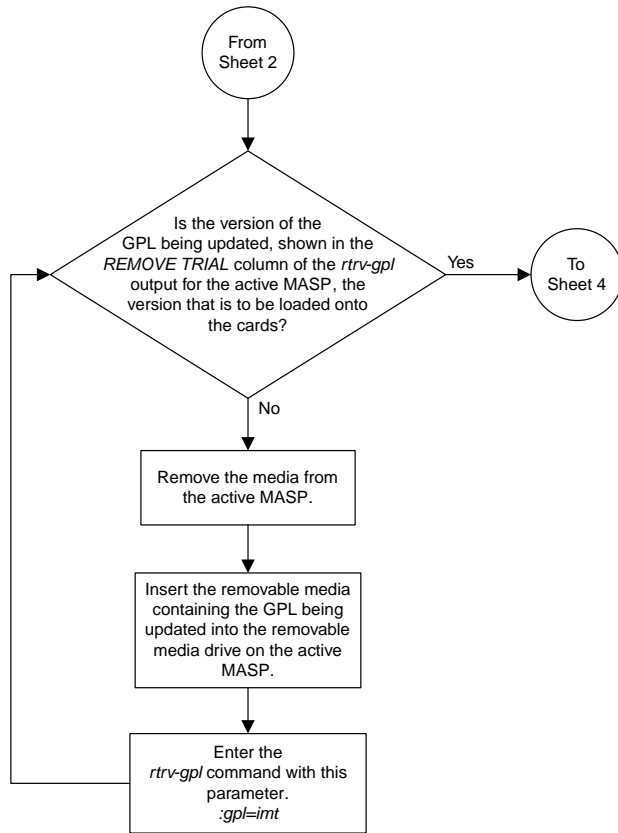 From
Sheet 2
Is the version of the
GPL being updated, shown in the
REMOVE TRIAL column of the rtrv-gpl
output for the active MASP, the
version that is to be loaded onto
the cards?
Yes
To
Sheet 4
No
Remove the media from
the active MASP.
Insert the removable media
containing the GPL being
updated into the removable
media drive on the active
MASP.
Enter the
rtrv-gpl command with this
parameter.
:gpl=imt